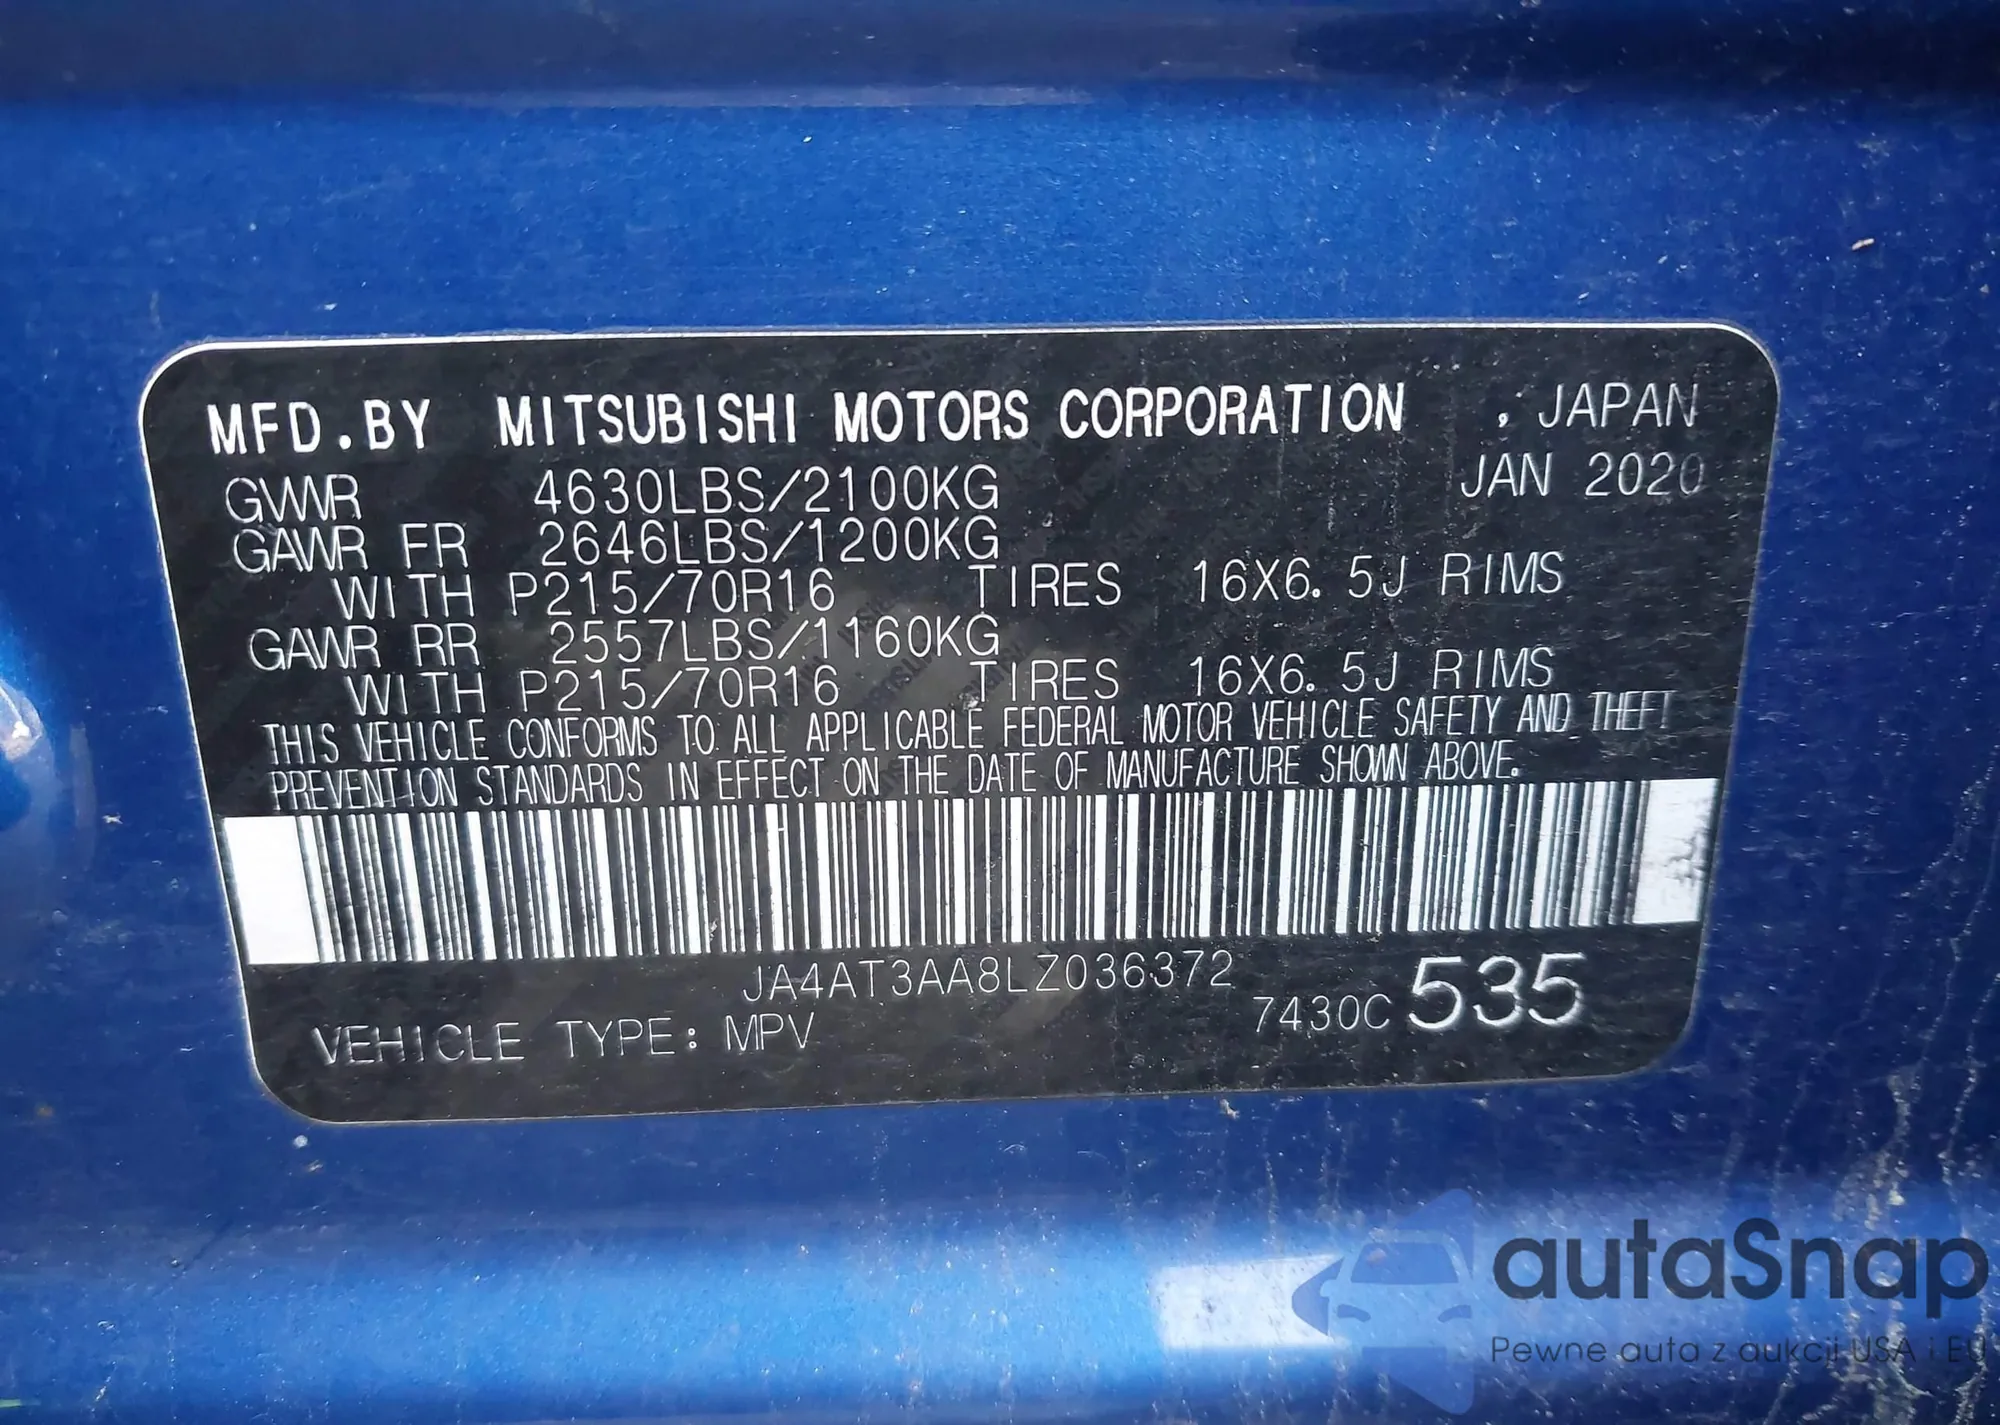 MFD.BY MITSUBISHI MOTORS CORPORATION , JAPAN
JAN 2020
GVWR 4630LBS/2100KG
GAWR FR 2646LBS/1200KG
WITH P215/70R16 TIRES 16X6.5J RIMS
GAWR RR 2557LBS/1160KG
WITH P215/70R16 TIRES 16X6.5J RIMS
THIS VEHICLE CONFORMS TO ALL APPLICABLE FEDERAL MOTOR VEHICLE SAFETY AND THEFT
PREVENTION STANDARDS IN EFFECT ON THE DATE OF MANUFACTURE SHOWN ABOVE.
JA4AT3AA8LZ036372
7430C 535
VEHICLE TYPE: MPV
autaSnap
Pewne auta z aukcji USA i EU